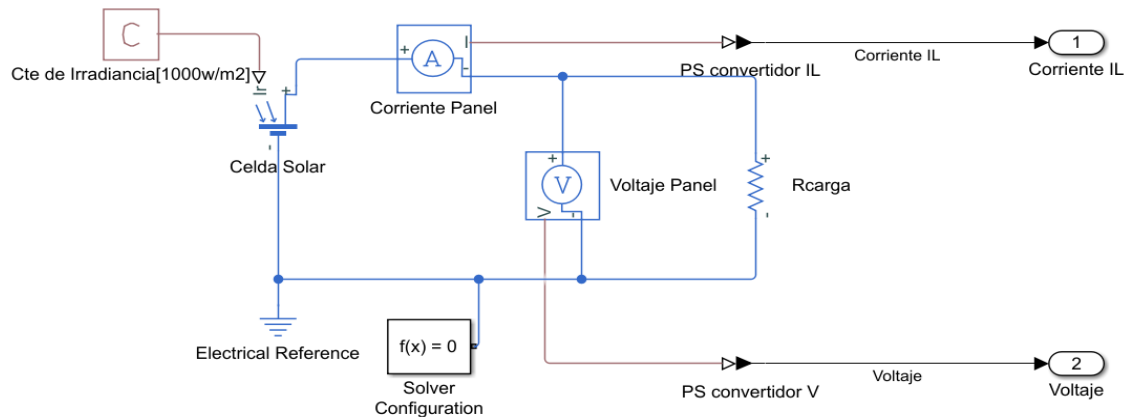 C
Cte de Irradiancia[1000w/m2]
Ir
+
-
Celda Solar
+
A
I
-
Corriente Panel
PS convertidor IL
Corriente IL
1
Corriente IL
+
V
V
-
Voltaje Panel
+
-
Rcarga
Electrical Reference
f(x) = 0
Solver
Configuration
PS convertidor V
Voltaje
2
Voltaje